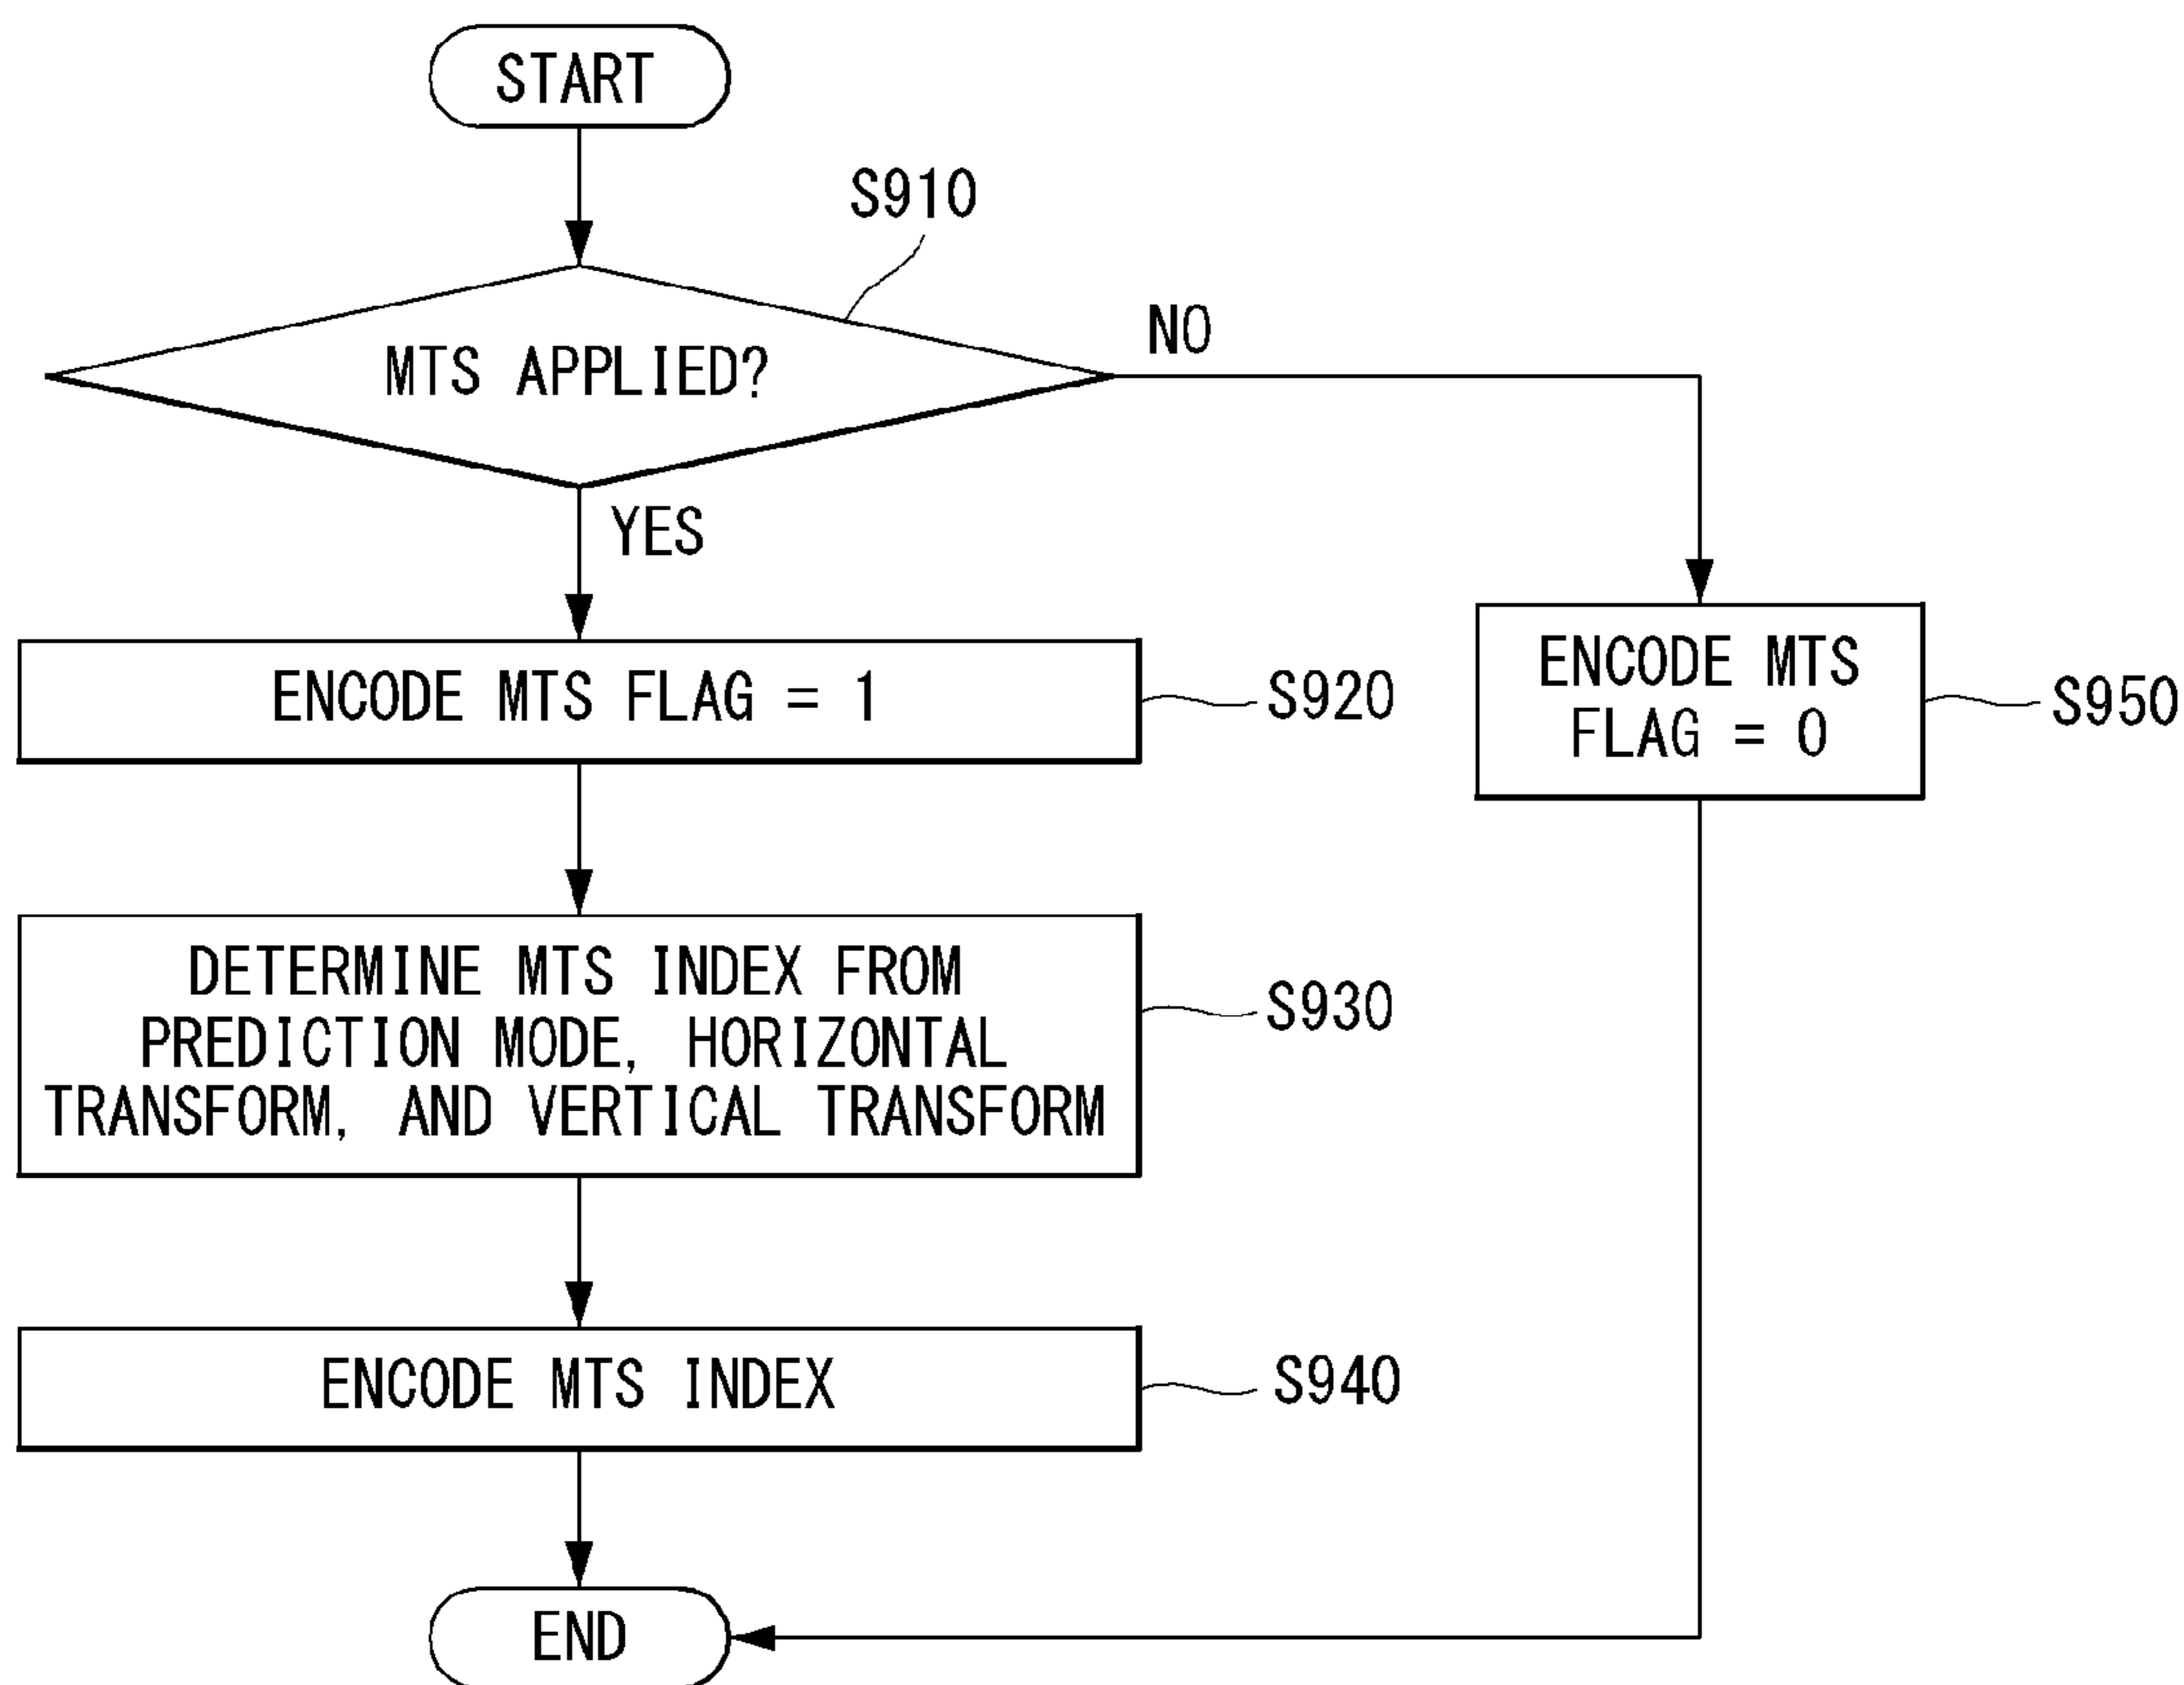 START
S910
MTS APPLIED?
NO
YES
ENCODE MTS FLAG = 1
S920
ENCODE MTS
FLAG = 0
S950
DETERMINE MTS INDEX FROM
PREDICTION MODE, HORIZONTAL
TRANSFORM, AND VERTICAL TRANSFORM
S930
ENCODE MTS INDEX
S940
END